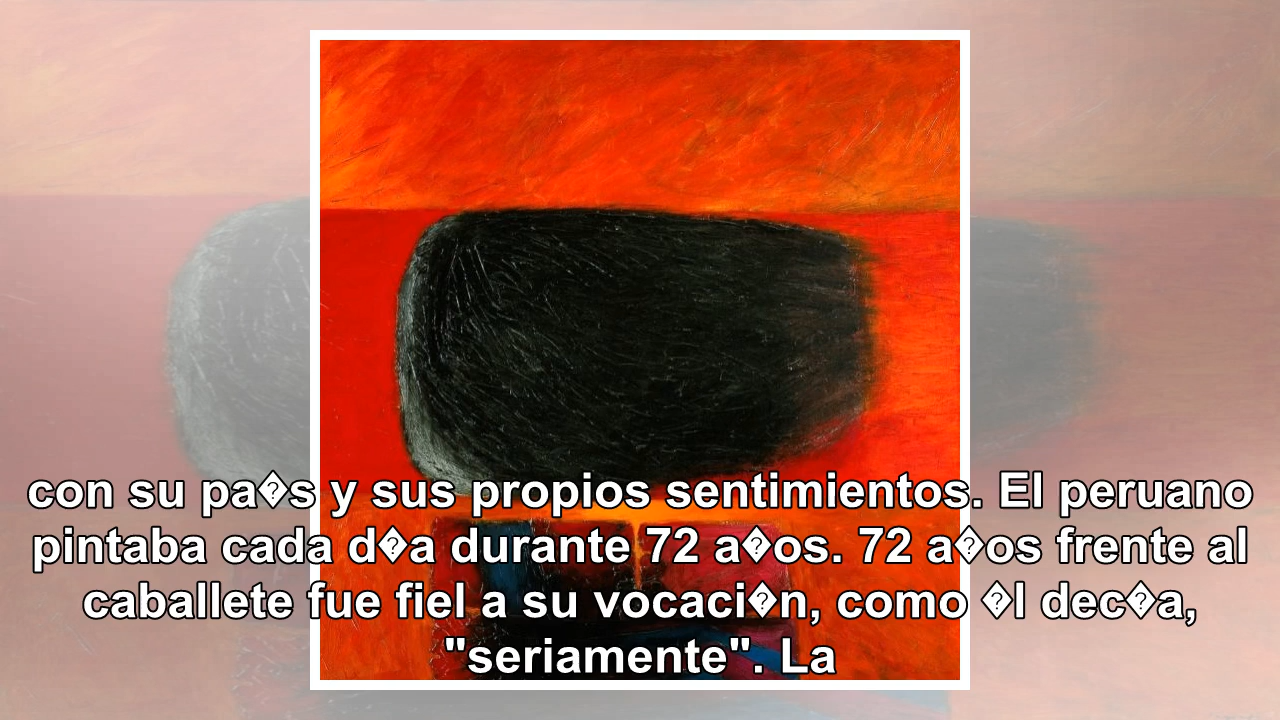 con su pa�s y sus propios sentimientos. El peruano
pintaba cada d�a durante 72 a�os. 72 a�os frente al
caballete fue fiel a su vocaci�n, como �l dec�a,
"seriamente". La